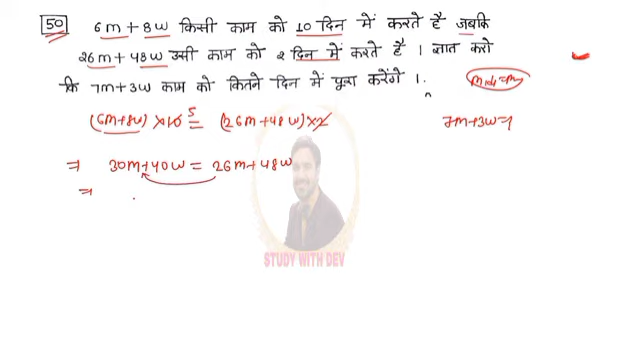 50 6m + 8w किसी काम को 10 दिन में करते है जबकि
26m + 48w उसी काम को 2 दिन में करते है । ज्ञात करो
कि 7m + 3w काम को कितने दिन में पूरा करेंगे ।
(6m+8w) ×10 5 = (26m+48w) ×2
7m+3w=?
⇒ 30m+40w = 26m+48w
⇒
STUDY WITH DEV